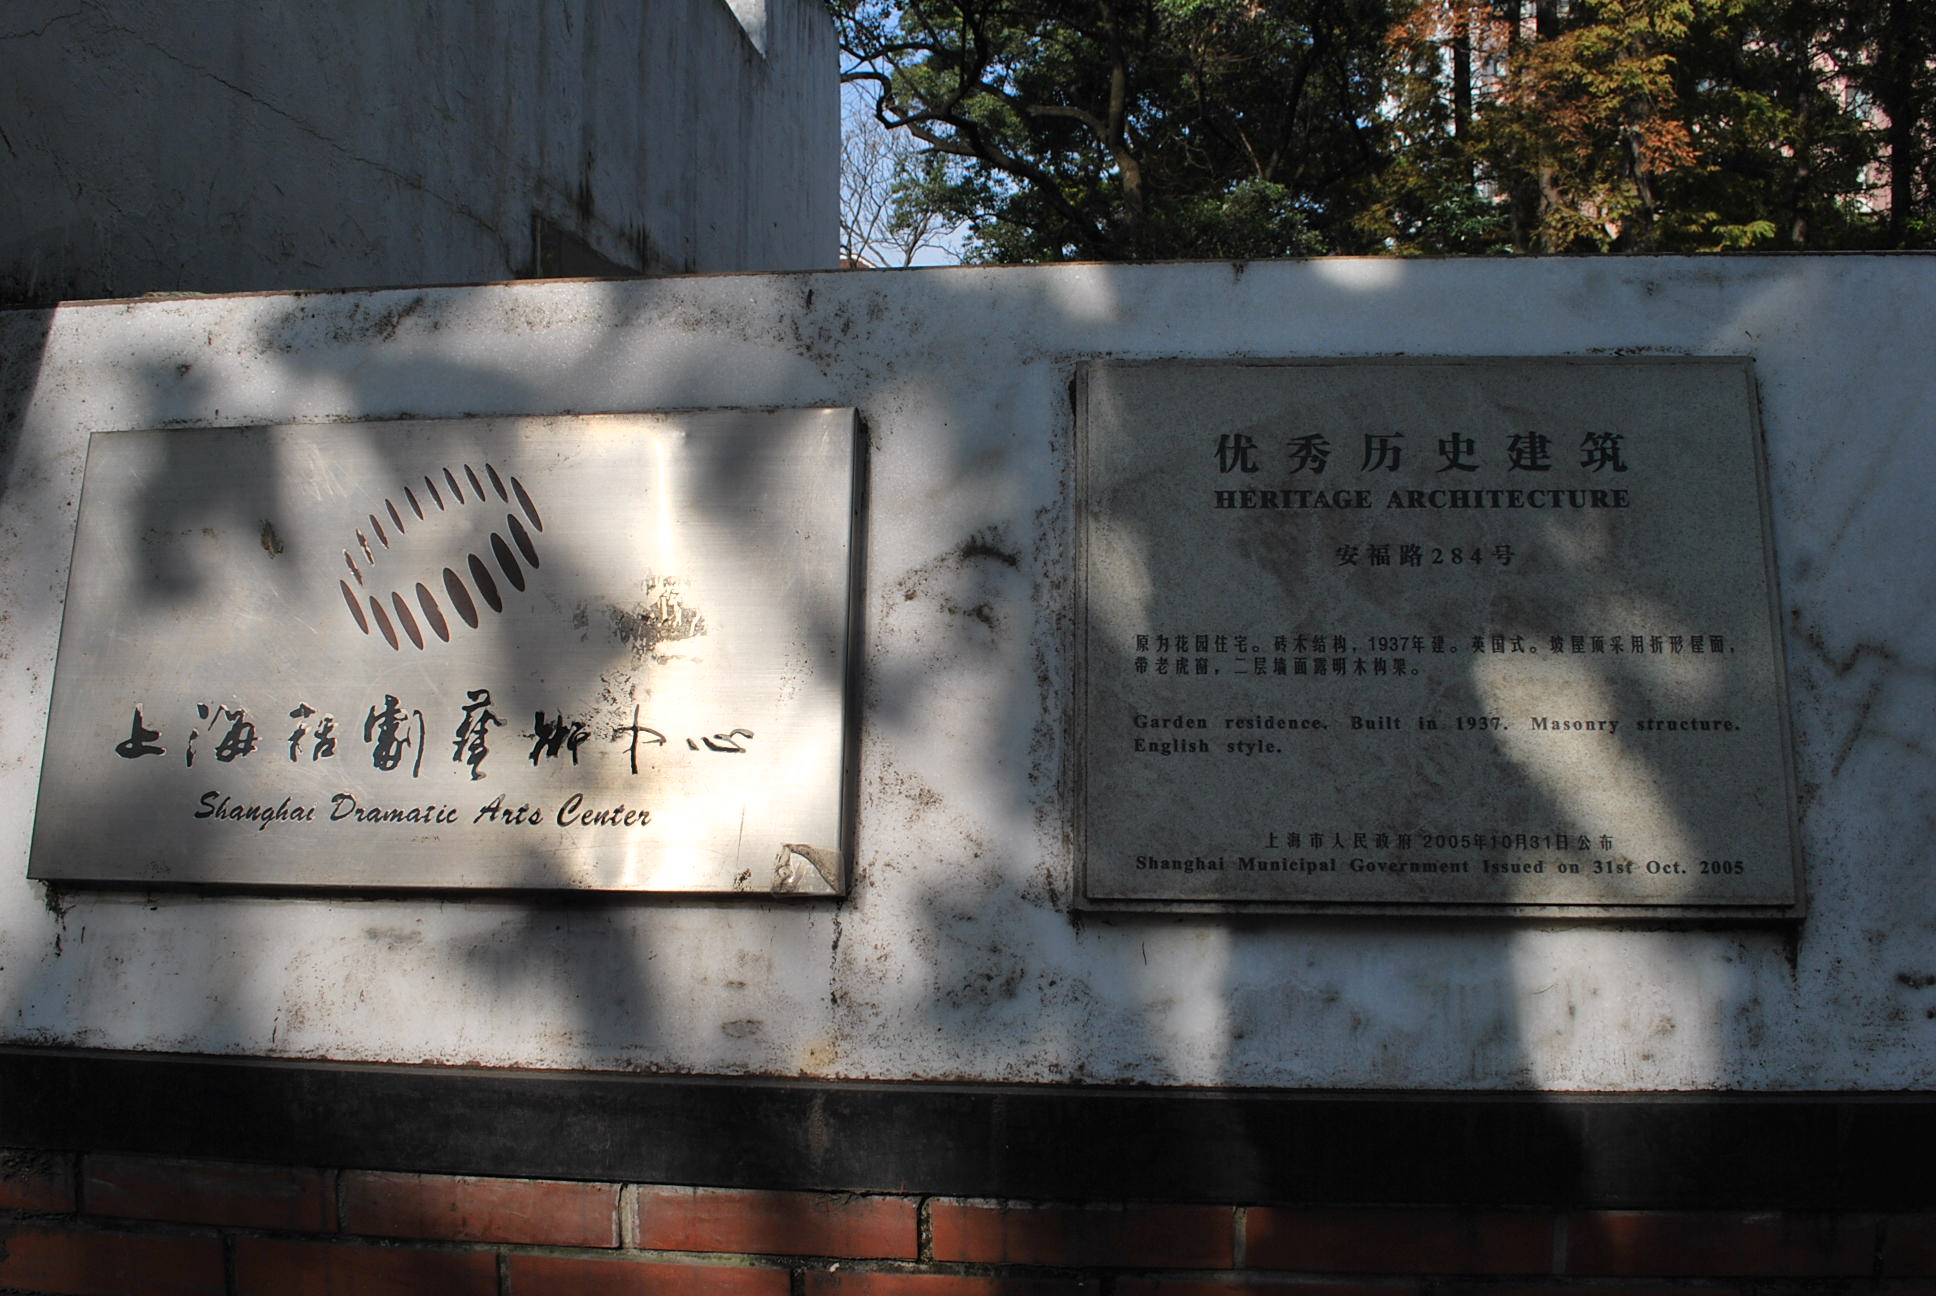 上海话剧藝術中心
Shanghai Dramatic Arts Center
优秀历史建筑
HERITAGE ARCHITECTURE
安福路284号
原为花园住宅。砖木结构，1937年建。英国式。坡屋顶采用折形屋面，
带老虎窗，二层墙面露明木构架。
Garden residence. Built in 1937. Masonry structure.
English style.
上海市人民政府 2005年10月31日公布
Shanghai Municipal Government Issued on 31st Oct. 2005